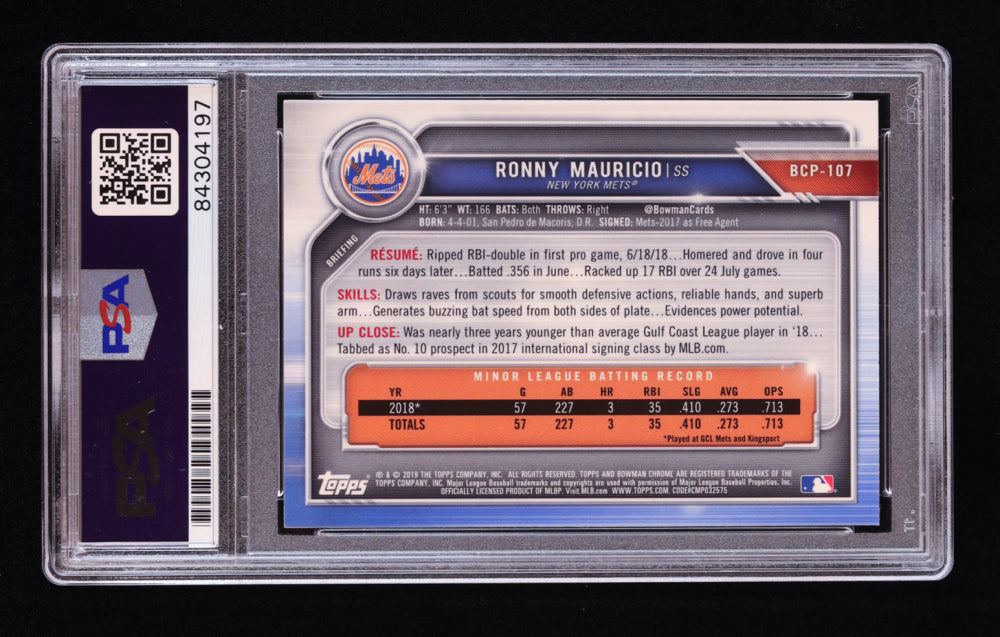 84304197
PSA
PSA
PSA
Mets
RONNY MAURICIO | SS
NEW YORK METS®
BCP-107
HT: 6'3" WT: 166 BATS: Both THROWS: Right @BowmanCards
BORN: 4-4-01, San Pedro de Macoris, D.R. SIGNED: Mets-2017 as Free Agent
BRIEFING
RÉSUMÉ: Ripped RBI-double in first pro game, 6/18/18...Homered and drove in four
runs six days later...Batted .356 in June...Racked up 17 RBI over 24 July games.
SKILLS: Draws raves from scouts for smooth defensive actions, reliable hands, and superb
arm...Generates buzzing bat speed from both sides of plate...Evidences power potential.
UP CLOSE: Was nearly three years younger than average Gulf Coast League player in '18...
Tabbed as No. 10 prospect in 2017 international signing class by MLB.com.
MINOR LEAGUE BATTING RECORD
YR G AB HR RBI SLG AVG OPS
2018* 57 227 3 35 .410 .273 .713
TOTALS 57 227 3 35 .410 .273 .713
*Played at GCL Mets and Kingsport
Topps
® & © 2019 THE TOPPS COMPANY, INC. ALL RIGHTS RESERVED. TOPPS AND BOWMAN CHROME ARE REGISTERED TRADEMARKS OF THE
TOPPS COMPANY, INC. Major League Baseball trademarks and copyrights are used with permission of Major League Baseball Properties, Inc.
OFFICIALLY LICENSED PRODUCT OF MLBP. Visit MLB.com WWW.TOPPS.COM. CODE#CMP032575